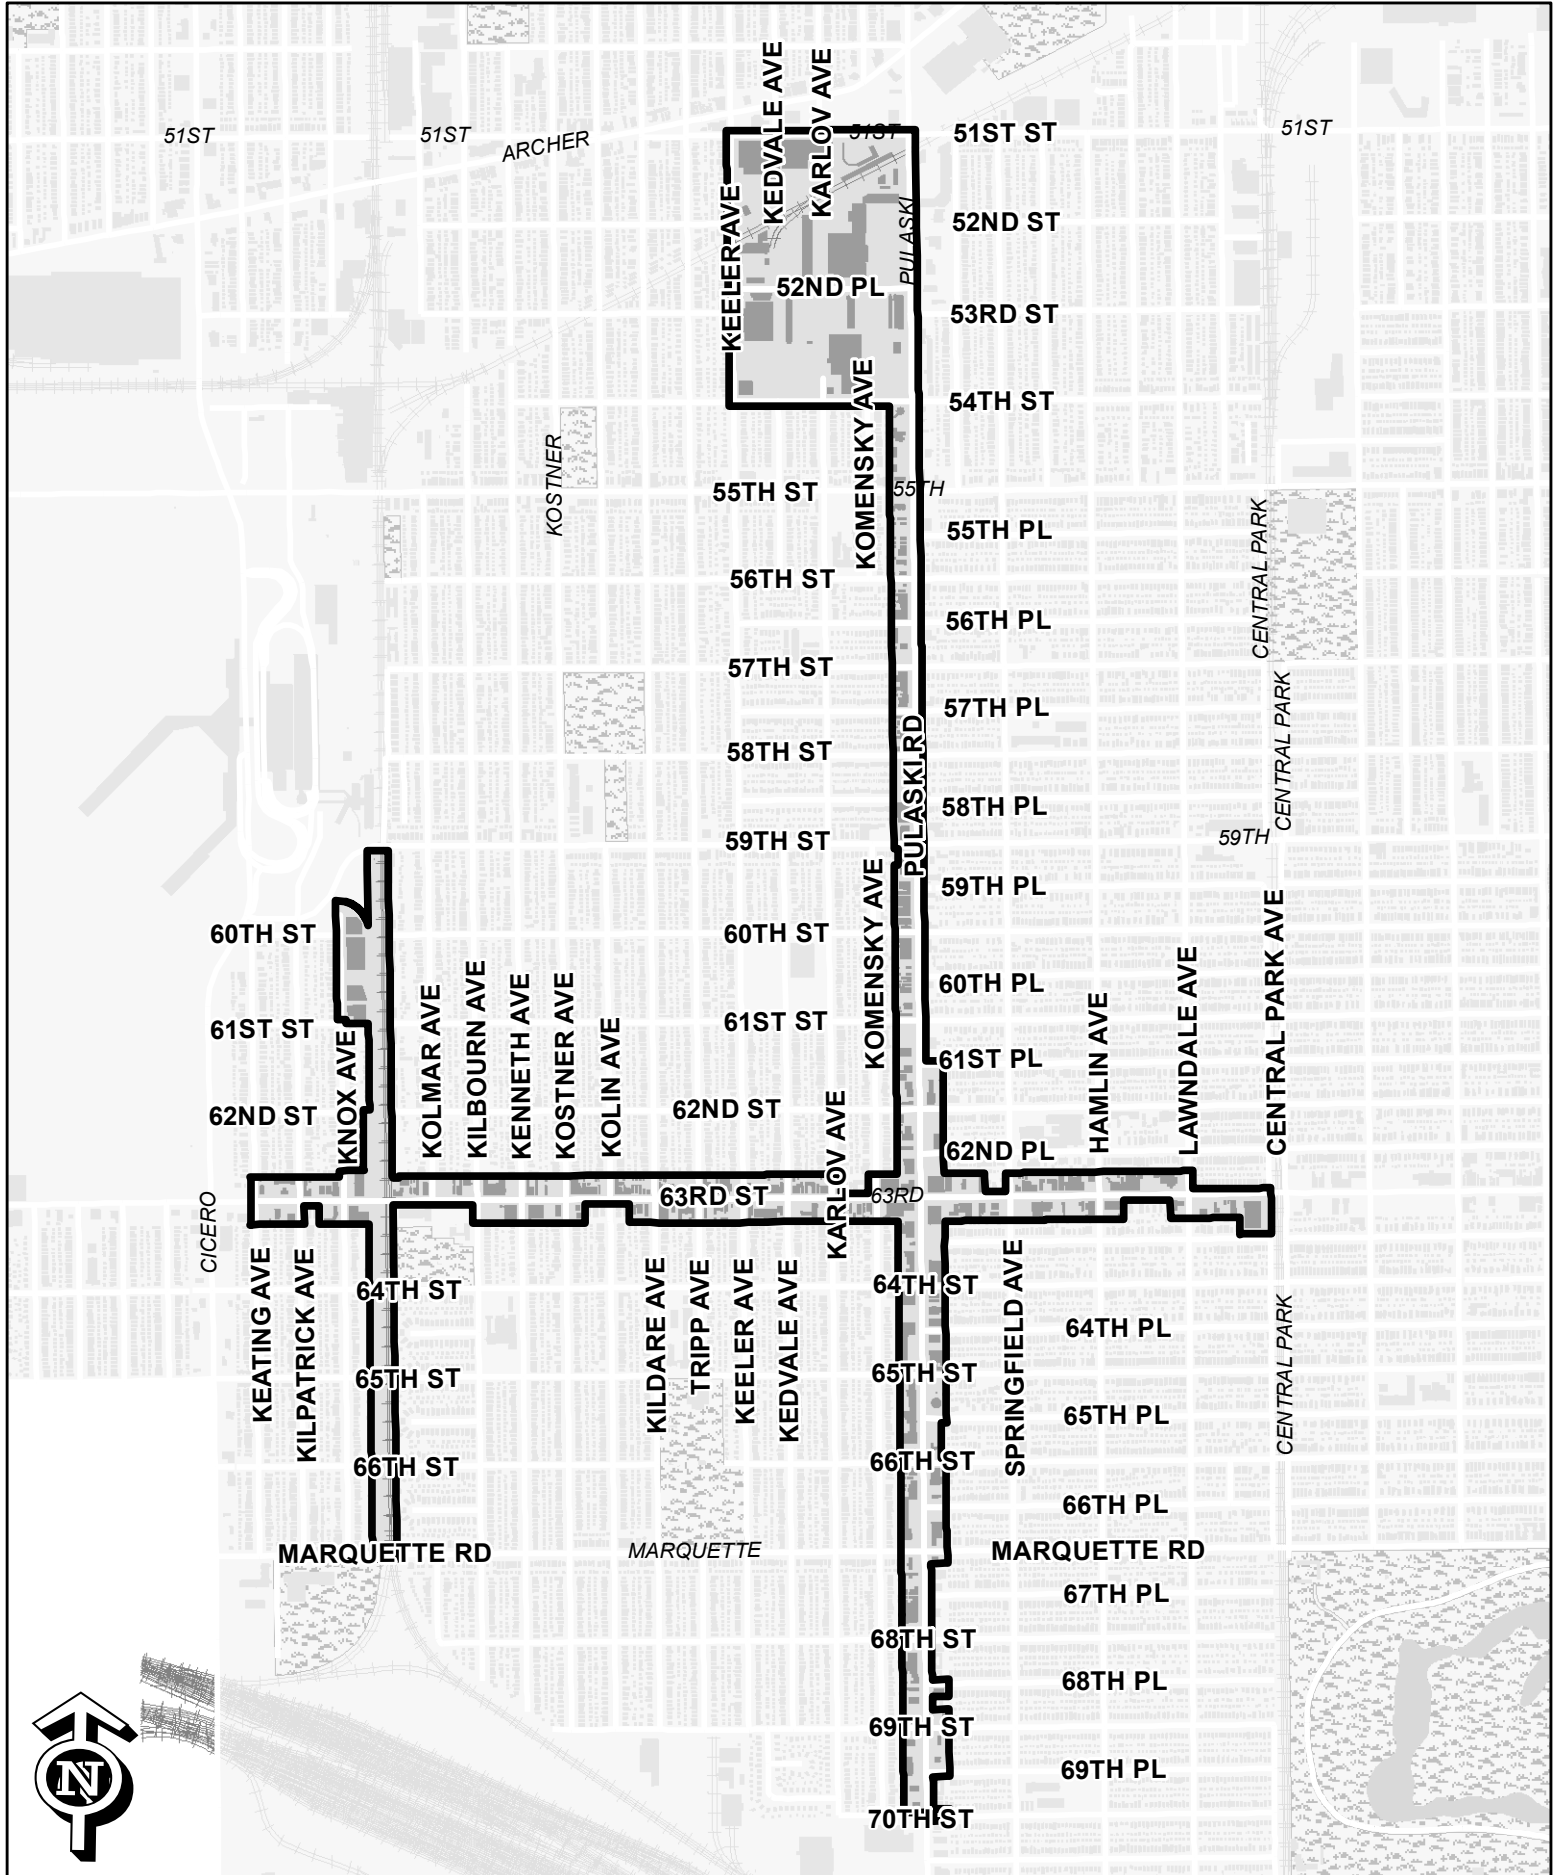 KEDVALE AVE
KARLOV AVE
51ST
51ST
ARCHER
51ST
51ST ST
51ST
KEELER AVE
PULASKI
52ND ST
52ND PL
53RD ST
KOMENSKY AVE
54TH ST
KOSTNER
55TH ST
55TH
CENTRAL PARK
55TH PL
56TH ST
56TH PL
57TH ST
CENTRAL PARK
57TH PL
PULASKI RD
58TH ST
58TH PL
59TH ST
59TH
KOMENSKY AVE
59TH PL
CENTRAL PARK AVE
60TH ST
60TH ST
LAWNDALE AVE
60TH PL
KOLMAR AVE
KILBOURN AVE
KENNETH AVE
KOSTNER AVE
KOLIN AVE
HAMLIN AVE
61ST ST
61ST ST
KNOX AVE
61ST PL
62ND ST
62ND ST
KARLOV AVE
62ND PL
CICERO
63RD ST
63RD
KEATING AVE
KILPATRICK AVE
64TH ST
KILDARE AVE
TRIPP AVE
KEELER AVE
KEDVALE AVE
64TH ST
SPRINGFIELD AVE
64TH PL
CENTRAL PARK
65TH ST
65TH ST
65TH PL
66TH ST
66TH ST
66TH PL
MARQUETTE RD
MARQUETTE
MARQUETTE RD
67TH PL
68TH ST
68TH PL
69TH ST
69TH PL
N
70TH ST